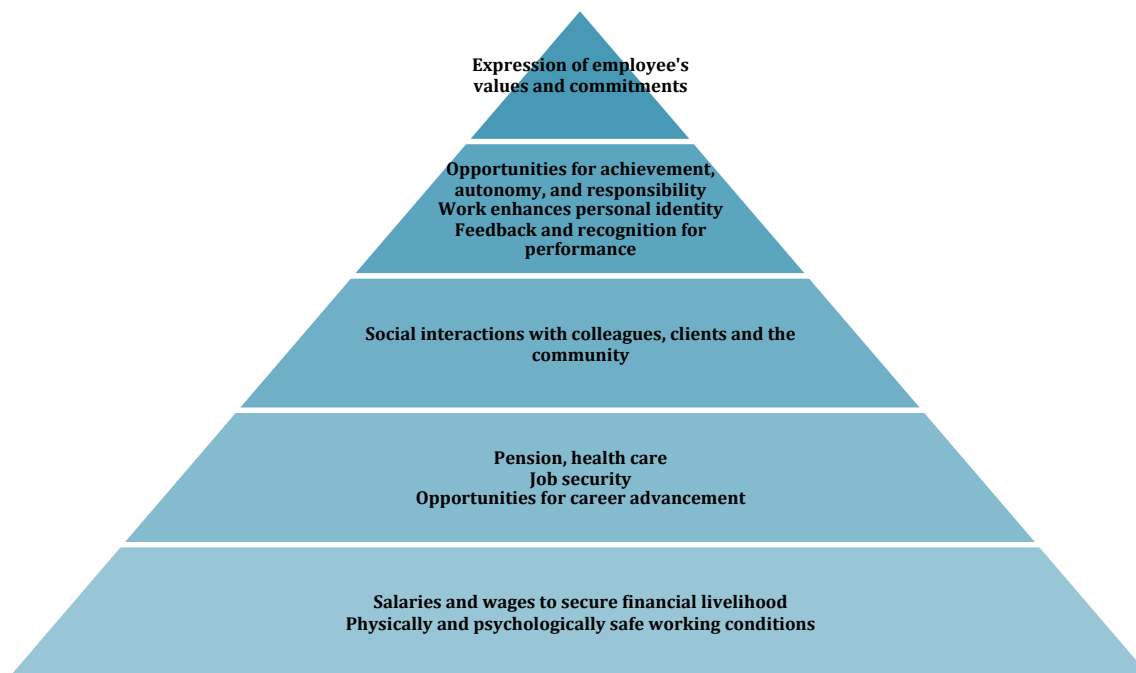 Expression of employee's
values and commitments
Opportunities for achievement,
autonomy, and responsibility
Work enhances personal identity
Feedback and recognition for
performance
Social interactions with colleagues, clients and the
community
Pension, health care
Job security
Opportunities for career advancement
Salaries and wages to secure financial livelihood
Physically and psychologically safe working conditions